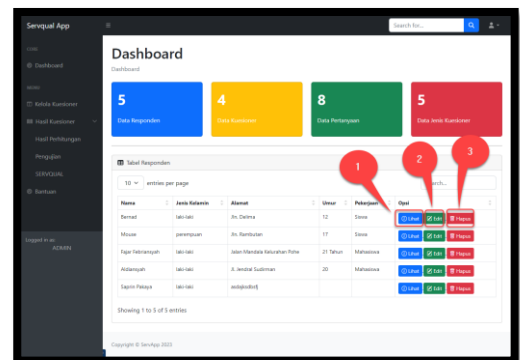 Servqual App
Search for...
CORE
Dashboard
MENU
Kelola Kuesioner
Hasil Kuesioner
Hasil Perhitungan
Pengujian
SERVQUAL
Bantuan
Logged in as:
ADMIN
Dashboard
Dashboard
5
Data Responden
4
Data Kuesioner
8
Data Pertanyaan
5
Data Jenis Kuesioner
1
2
3
Tabel Responden
10 entries per page
Nama Jenis Kelamin Alamat Umur Pekerjaan Opsi
Bernad laki-laki Jln. Delima 12 Siswa Lihat Edit Hapus
Mouse perempuan Jln. Rambutan 17 Siswa Lihat Edit Hapus
Fajar Febriansyah laki-laki Jalan Mandala Kelurahan Pohe 21 Tahun Mahasiswa Lihat Edit Hapus
Aldiansyah laki-laki Jl. Jendral Sudirman 20 Mahasiswa Lihat Edit Hapus
Saprin Pakaya laki-laki Lihat Edit Hapus
Showing 1 to 5 of 5 entries
Copyright © ServApp 2025